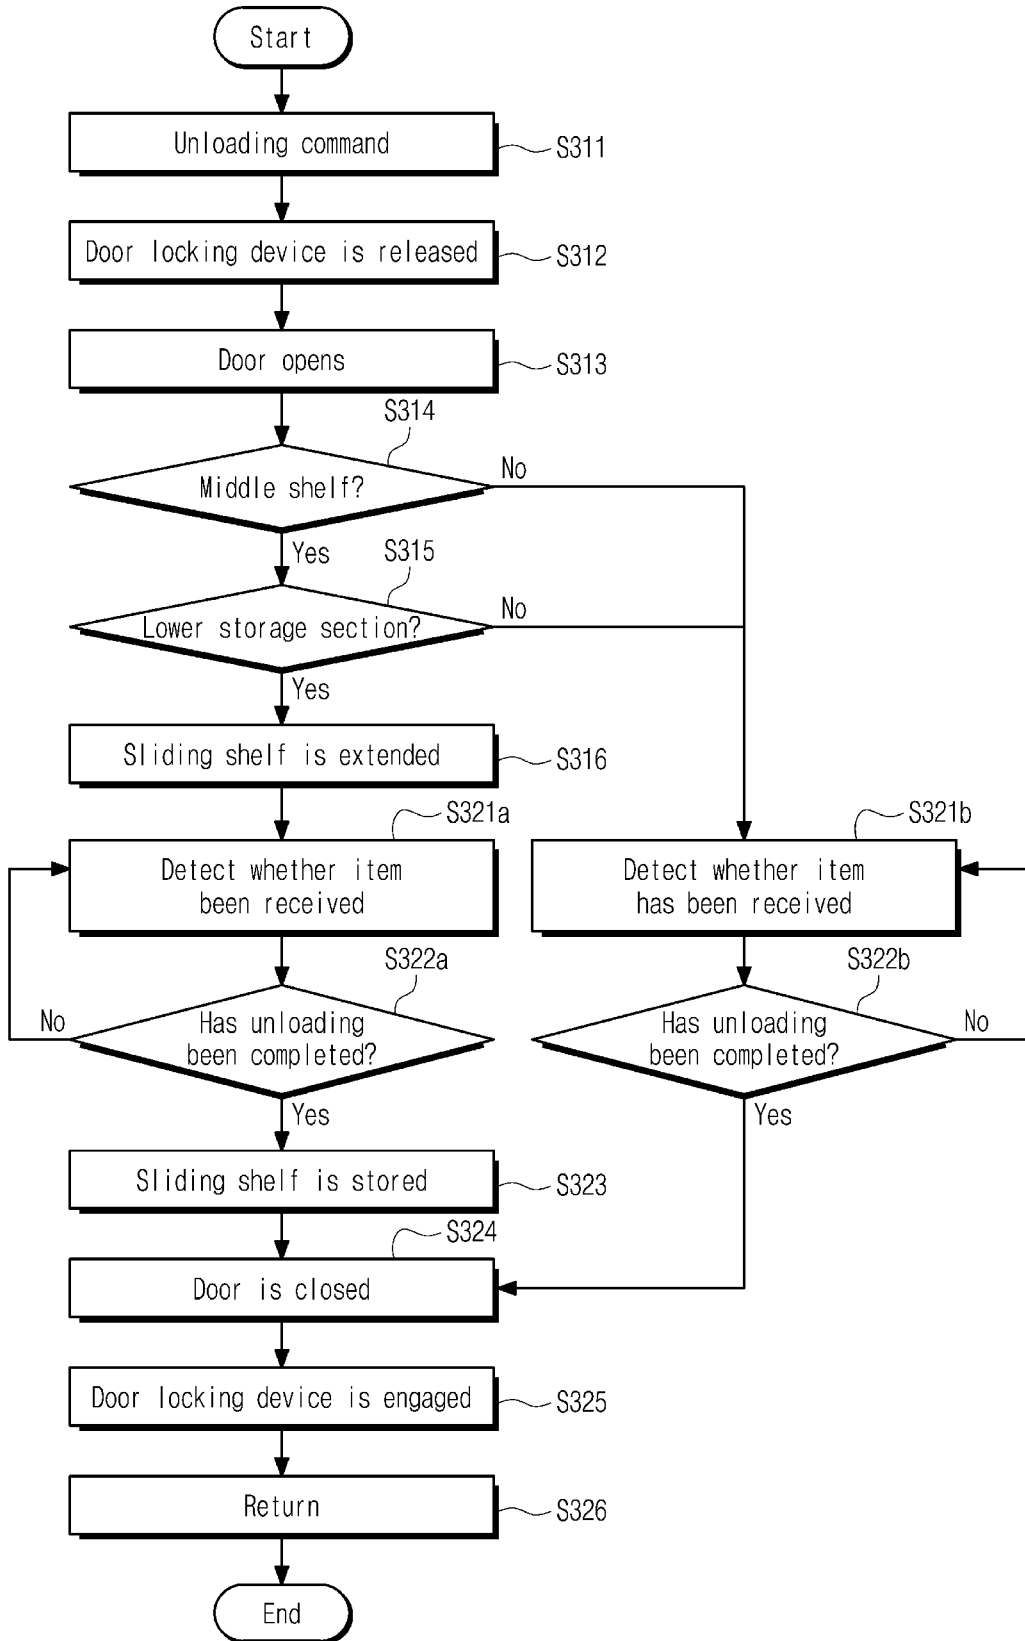 Start
Unloading command
S311
Door locking device is released
S312
Door opens
S313
S314
Middle shelf?
No
Yes
S315
Lower storage section?
No
Yes
Sliding shelf is extended
S316
S321a
Detect whether item
been received
S321b
Detect whether item
has been received
S322a
Has unloading
been completed?
No
Yes
S322b
Has unloading
been completed?
No
Yes
Sliding shelf is stored
S323
S324
Door is closed
Door locking device is engaged
S325
Return
S326
End